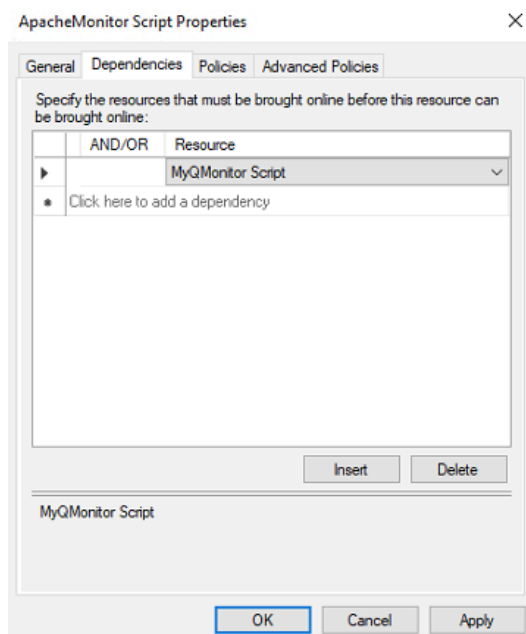 ApacheMonitor Script Properties
General Dependencies Policies Advanced Policies
Specify the resources that must be brought online before this resource can
be brought online:
AND/OR Resource
MyQMonitor Script
Click here to add a dependency
Insert Delete
MyQMonitor Script
OK Cancel Apply